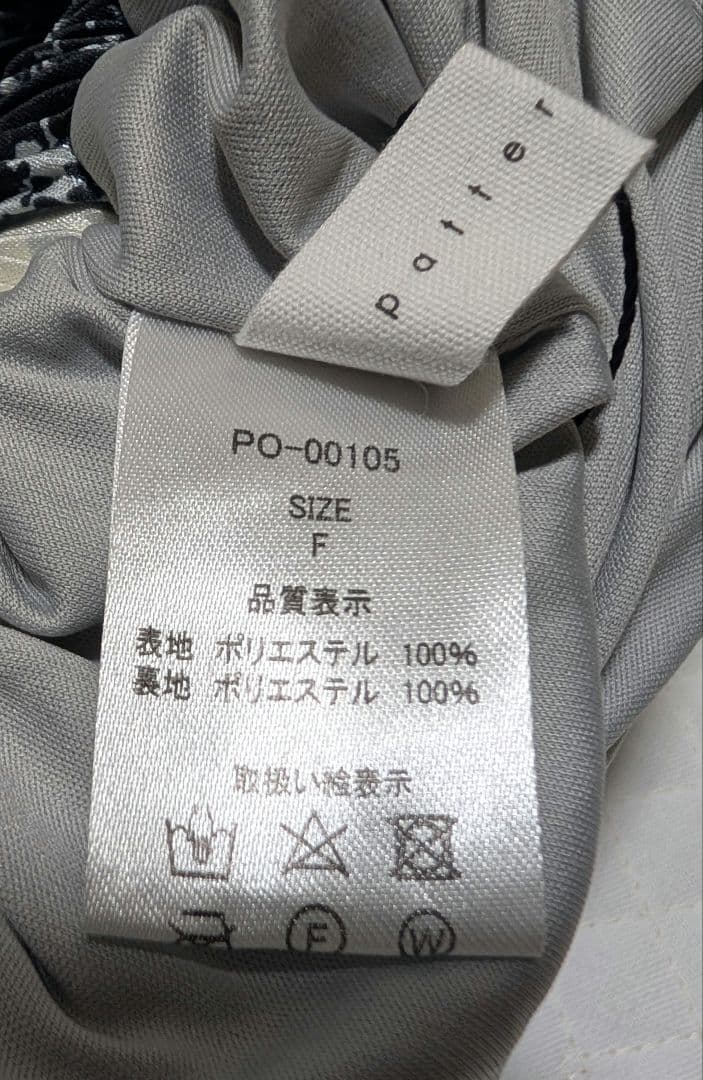 patter
PO-00105
SIZE
F
品質表示
表地 ポリエステル 100%
裏地 ポリエステル 100%
取扱い絵表示
F W